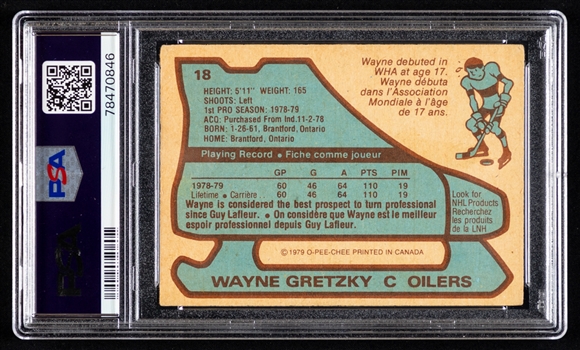 78470846
PSA
18
HEIGHT: 5'11" WEIGHT: 165
SHOOTS: Left
1st PRO SEASON: 1978-79
ACQ: Purchased From Ind.11-2-78
BORN: 1-26-61, Brantford, Ontario
HOME: Brantford, Ontario
Wayne debuted in
WHA at age 17.
Wayne débuta
dans l'Association
Mondiale à l'âge
de 17 ans.
Playing Record • Fiche comme joueur
GP G A PTS PIM
1978-79 60 46 64 110 19
Lifetime • Carrière 60 46 64 110 19
Wayne is considered the best prospect to turn professional
since Guy Lafleur. • On considère que Wayne est le meilleur
espoir professionnel depuis Guy Lafleur.
Look for
NHL Products
Recherchez
les produits
de la LNH
© 1979 O-PEE-CHEE PRINTED IN CANADA
WAYNE GRETZKY C OILERS